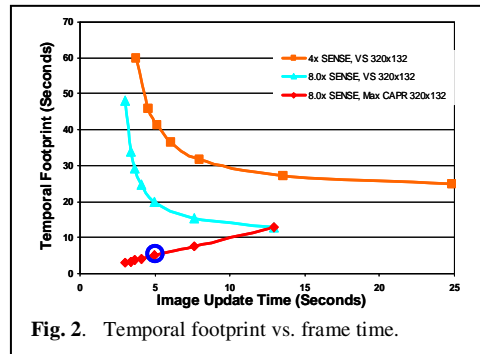 70
60
50
40
30
20
10
0
Temporal Footprint (Seconds)
4x SENSE, VS 320x132
8.0x SENSE, VS 320x132
8.0x SENSE, Max CAPR 320x132
0 5 10 15 20 25
Image Update Time (Seconds)
Fig. 2. Temporal footprint vs. frame time.